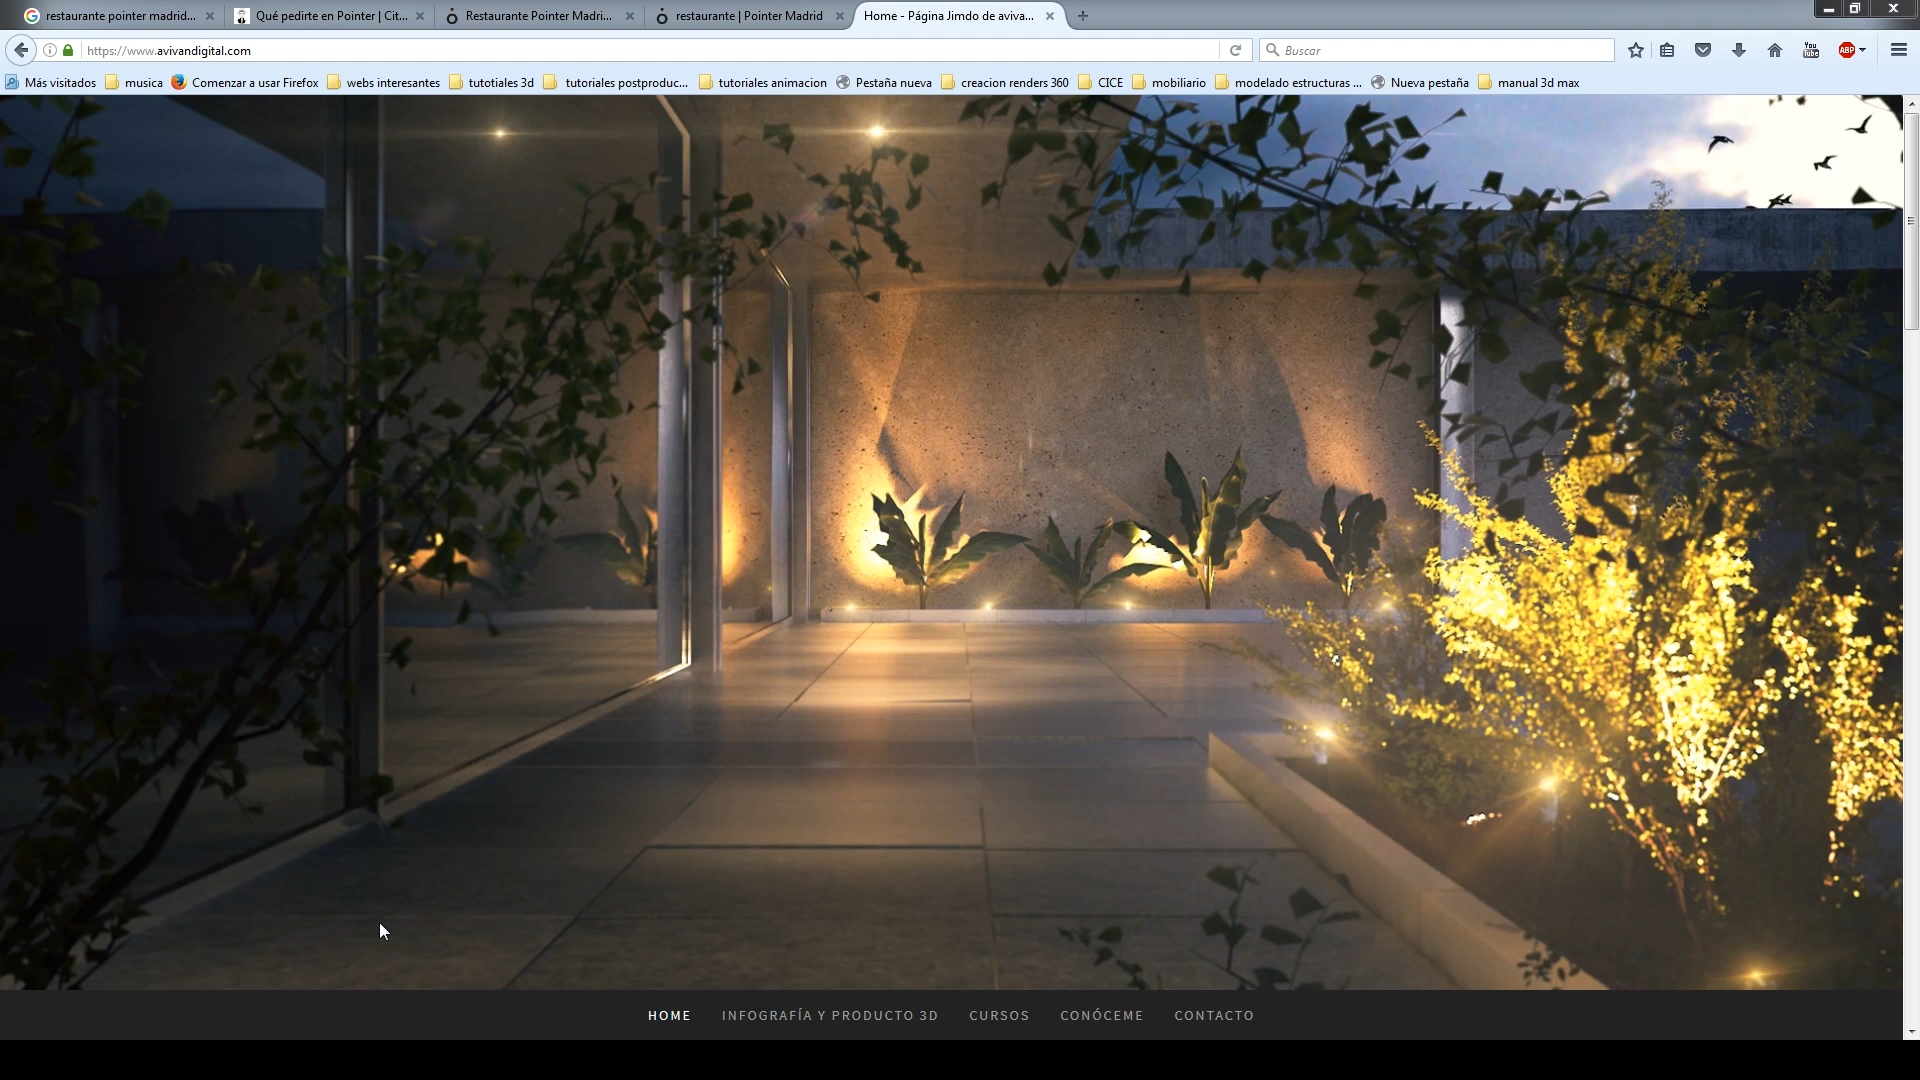 restaurante pointer madrid...
Qué pedirte en Pointer | Cit...
Restaurante Pointer Madri...
restaurante | Pointer Madrid
Home - Página Jimdo de aviva...
https://www.avivandigital.com
Buscar
You Tube
ABP
Más visitados
musica
Comenzar a usar Firefox
webs interesantes
tutotiales 3d
tutoriales postproduc...
tutoriales animacion
Pestaña nueva
creacion renders 360
CICE
mobiliario
modelado estructuras ...
Nueva pestaña
manual 3d max
HOME
INFOGRAFÍA Y PRODUCTO 3D
CURSOS
CONÓCEME
CONTACTO